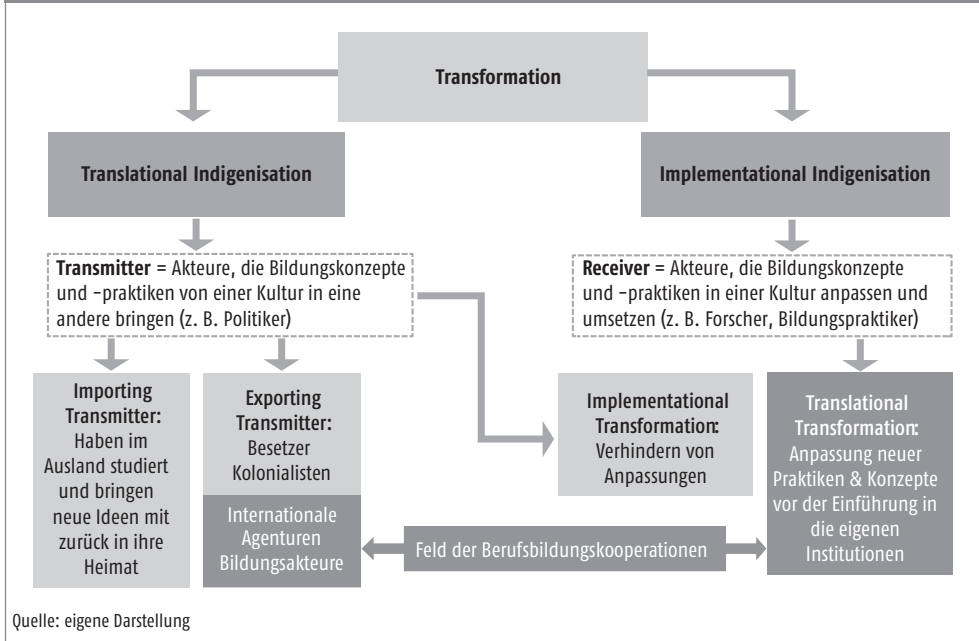 Transformation
Translational Indigenisation
Implementational Indigenisation
Transmitter = Akteure, die Bildungskonzepte
und -praktiken von einer Kultur in eine
andere bringen (z. B. Politiker)
Receiver = Akteure, die Bildungskonzepte
und -praktiken in einer Kultur anpassen und
umsetzen (z. B. Forscher, Bildungspraktiker)
Importing
Transmitter:
Haben im
Ausland studiert
und bringen
neue Ideen mit
zurück in ihre
Heimat
Exporting
Transmitter:
Besetzer
Kolonialisten
Internationale
Agenturen
Bildungsakteure
Feld der Berufsbildungskooperationen
Implementational
Transformation:
Verhindern von
Anpassungen
Translational
Transformation:
Anpassung neuer
Praktiken & Konzepte
vor der Einführung in
die eigenen
Institutionen
Quelle: eigene Darstellung